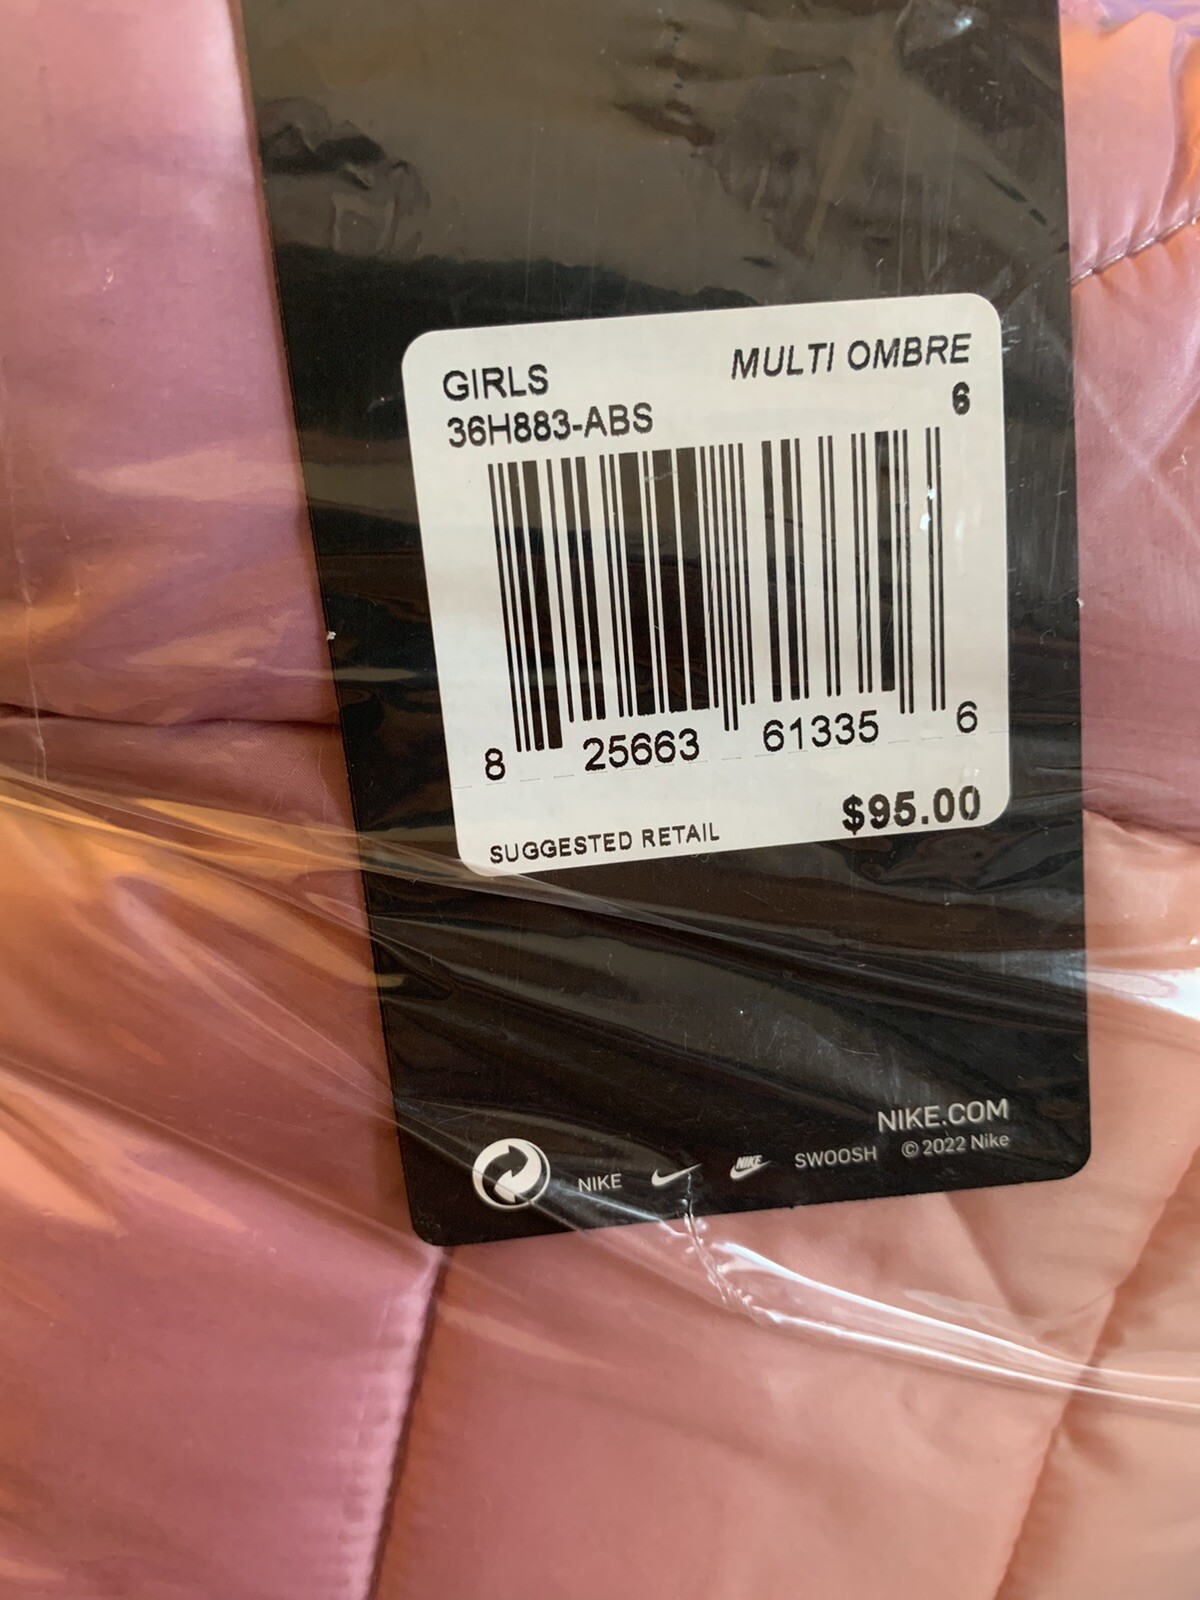 GIRLS MULTI OMBRE
36H883-ABS 6
8 25663 61335 6
SUGGESTED RETAIL $95.00
NIKE.COM
NIKE NIKE SWOOSH © 2022 Nike